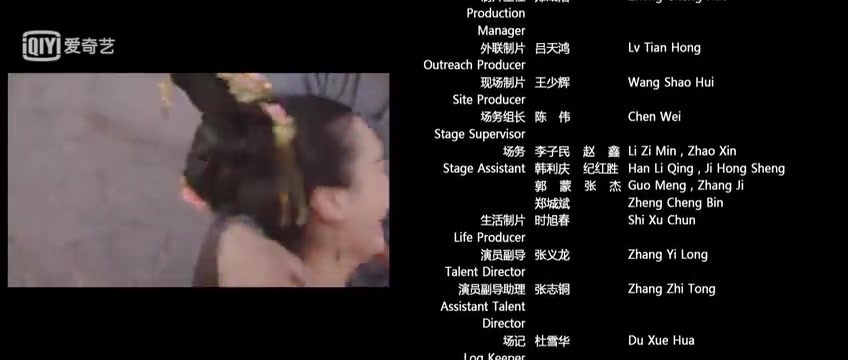 iQIYI 爱奇艺
Production
Manager
外联制片 吕天鸿 Lv Tian Hong
Outreach Producer
现场制片 王少辉 Wang Shao Hui
Site Producer
场务组长 陈 伟 Chen Wei
Stage Supervisor
场务 李子民 赵 鑫 Li Zi Min , Zhao Xin
Stage Assistant 韩利庆 纪红胜 Han Li Qing , Ji Hong Sheng
郭 蒙 张 杰 Guo Meng , Zhang Ji
郑城斌 Zheng Cheng Bin
生活制片 时旭春 Shi Xu Chun
Life Producer
演员副导 张义龙 Zhang Yi Long
Talent Director
演员副导助理 张志铜 Zhang Zhi Tong
Assistant Talent
Director
场记 杜雪华 Du Xue Hua
Log Keeper